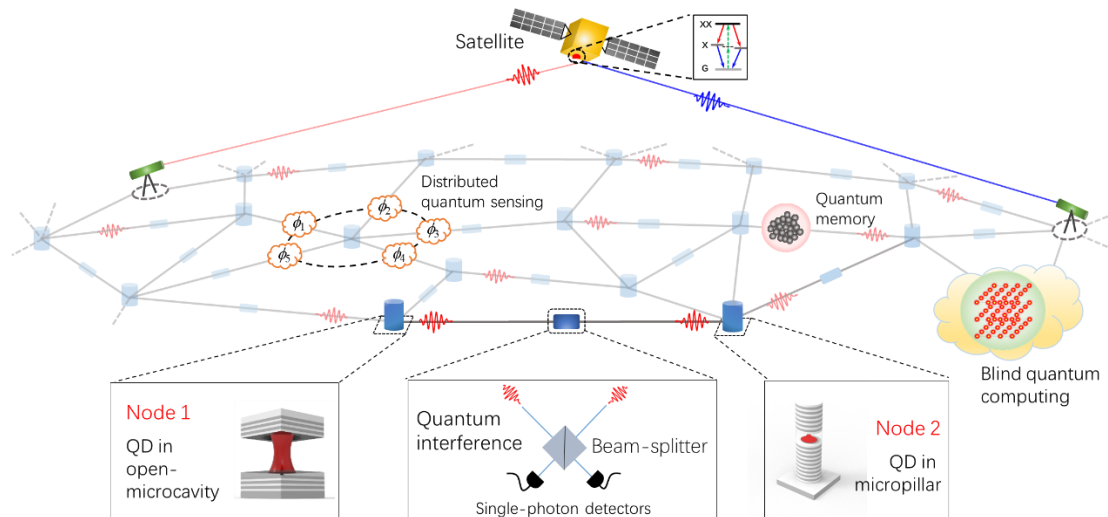 Satellite
XX
X
G
Distributed
quantum sensing
ϕ1
ϕ2
ϕ3
ϕ4
ϕ5
Quantum
memory
Blind quantum
computing
Node 1
QD in
open-
microcavity
Quantum
interference
Beam-splitter
Single-photon detectors
Node 2
QD in
micropillar